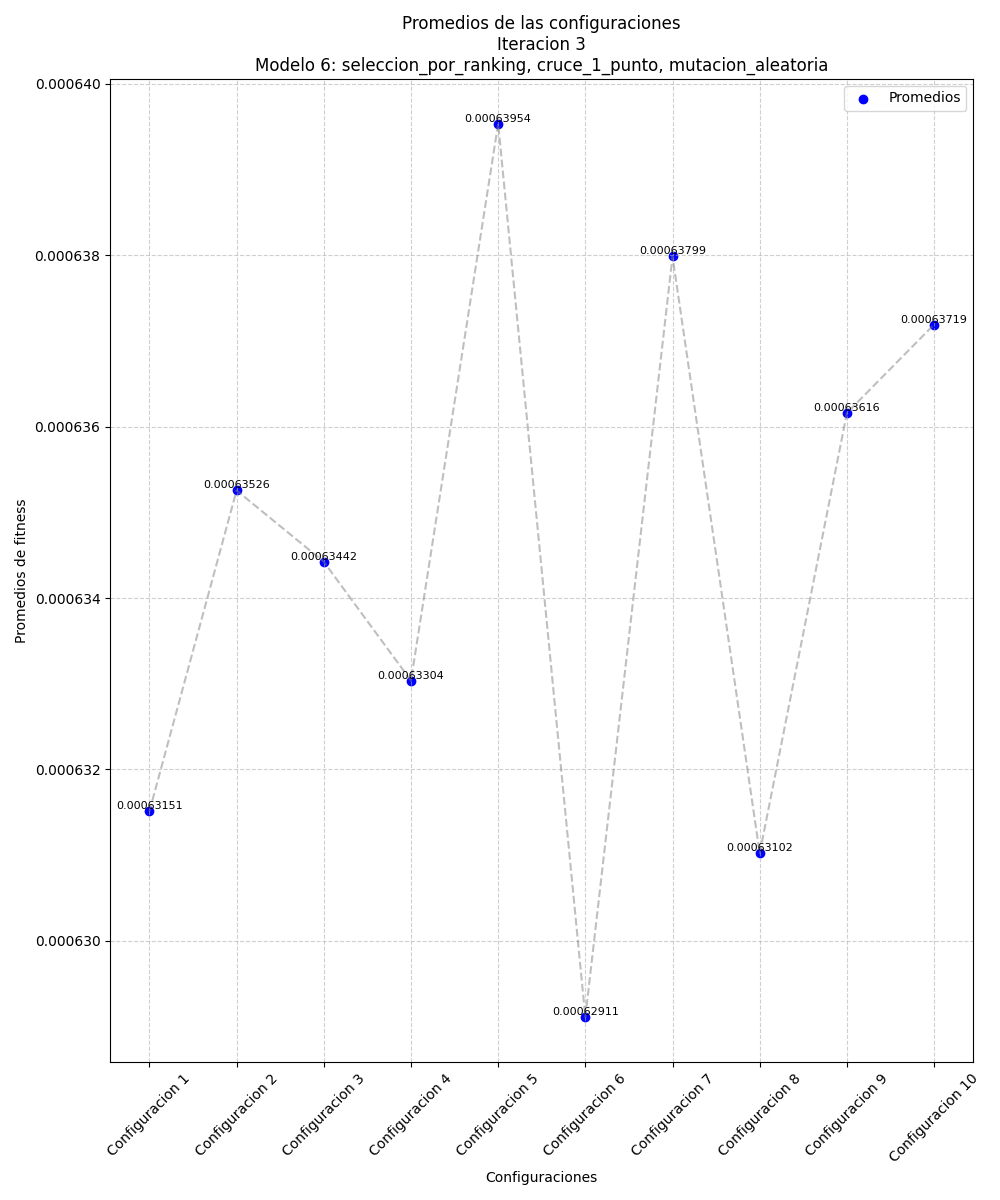 Promedios de las configuraciones
Iteracion 3
Modelo 6: seleccion_por_ranking, cruce_1_punto, mutacion_aleatoria
Promedios
0.000640
0.000638
0.000636
0.000634
0.000632
0.000630
Promedios de fitness
0.00063151
0.00063526
0.00063442
0.00063304
0.00063954
0.00062911
0.00063799
0.00063102
0.00063616
0.00063719
Configuracion 1
Configuracion 2
Configuracion 3
Configuracion 4
Configuracion 5
Configuracion 6
Configuracion 7
Configuracion 8
Configuracion 9
Configuracion 10
Configuraciones